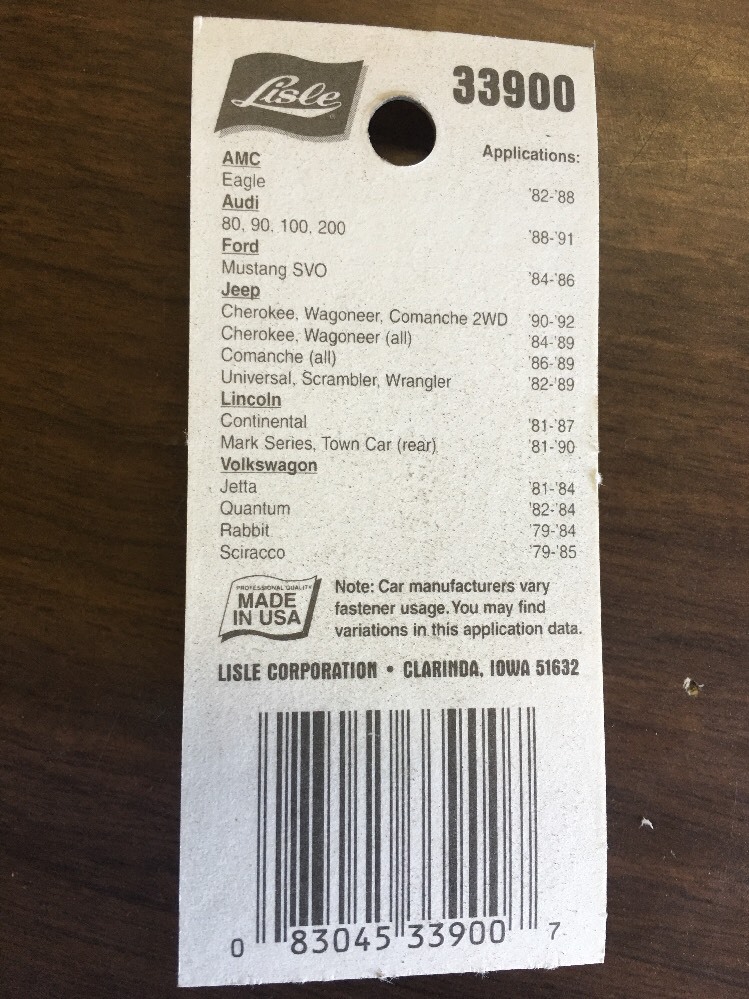 Lisle
33900
Applications:
AMC
Eagle '82-'88
Audi
80, 90, 100, 200 '88-'91
Ford
Mustang SVO '84-'86
Jeep
Cherokee, Wagoneer, Comanche 2WD '90-'92
Cherokee, Wagoneer (all) '84-'89
Comanche (all) '86-'89
Universal, Scrambler, Wrangler '82-'89
Lincoln
Continental '81-'87
Mark Series, Town Car (rear) '81-'90
Volkswagon
Jetta '81-'84
Quantum '82-'84
Rabbit '79-'84
Sciracco '79-'85
PROFESSIONAL QUALITY
MADE
IN USA
Note: Car manufacturers vary
fastener usage. You may find
variations in this application data.
LISLE CORPORATION • CLARINDA, IOWA 51632
0 83045 33900 7